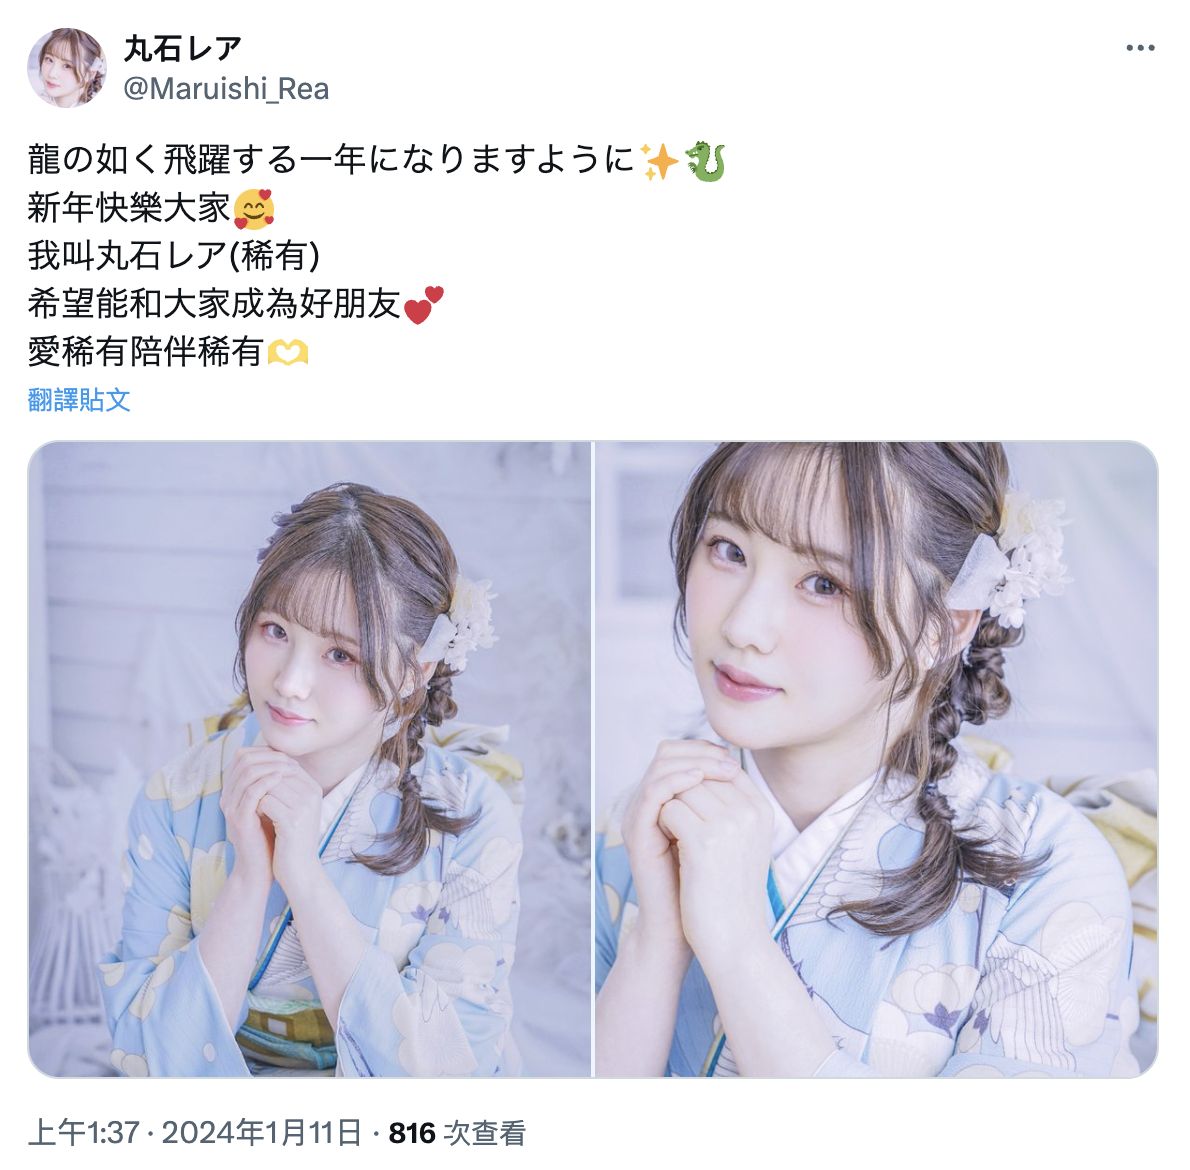 丸石レア
@Maruishi_Rea
龍の如く飛躍する一年になりますように✨🐉
新年快樂大家🥰
我叫丸石レア(稀有)
希望能和大家成為好朋友💕
愛稀有陪伴稀有🫶
翻譯貼文
上午1:37 · 2024年1月11日 · 816 次查看